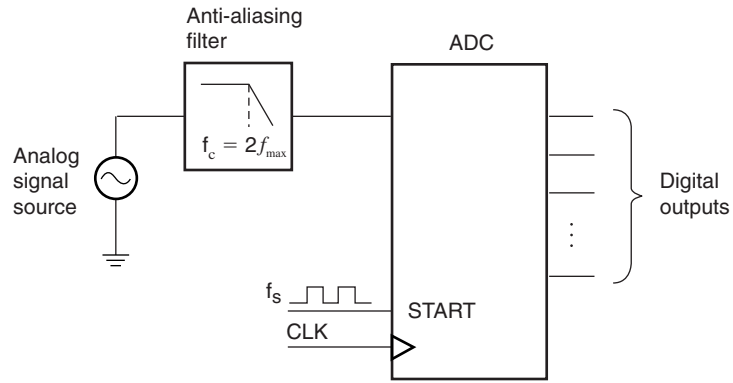 Anti-aliasing
filter
ADC
f_c = 2f_max
Analog
signal
source
Digital
outputs
f_s
START
CLK